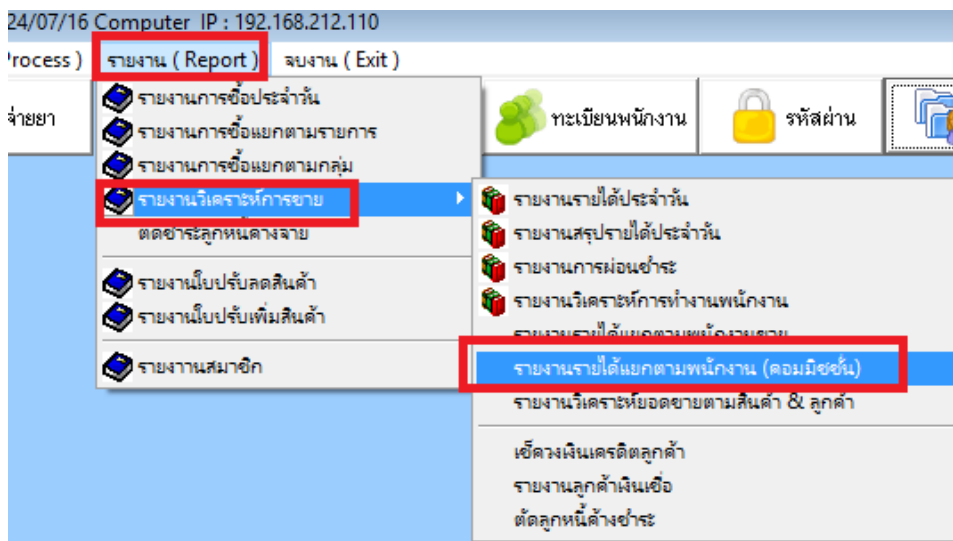 24/07/16 Computer IP : 192.168.212.110
Process ) รายงาน ( Report ) จบงาน ( Exit )
จ่ายยา
ทะเบียนพนักงาน
รหัสผ่าน
รายงานการซื้อประจำวัน
รายงานการซื้อแยกตามรายการ
รายงานการซื้อแยกตามกลุ่ม
รายงานวิเคราะห์การขาย
ตัดชำระลูกหนี้ค้างจ่าย
รายงานใบปรับลดสินค้า
รายงานใบปรับเพิ่มสินค้า
รายงาานสมาชิก
รายงานรายได้ประจำวัน
รายงานสรุปรายได้ประจำวัน
รายงานการผ่อนชำระ
รายงานวิเคราะห์การทำงานพนักงาน
รายงานรายได้แยกตามพนักงานขาย
รายงานรายได้แยกตามพนักงาน (คอมมิชชั่น)
รายงานวิเคราะห์ยอดขายตามสินค้า & ลูกค้า
เช็ควงเงินเครดิตลูกค้า
รายงานลูกค้าเงินเชื่อ
ตัดลูกหนี้ค้างชำระ